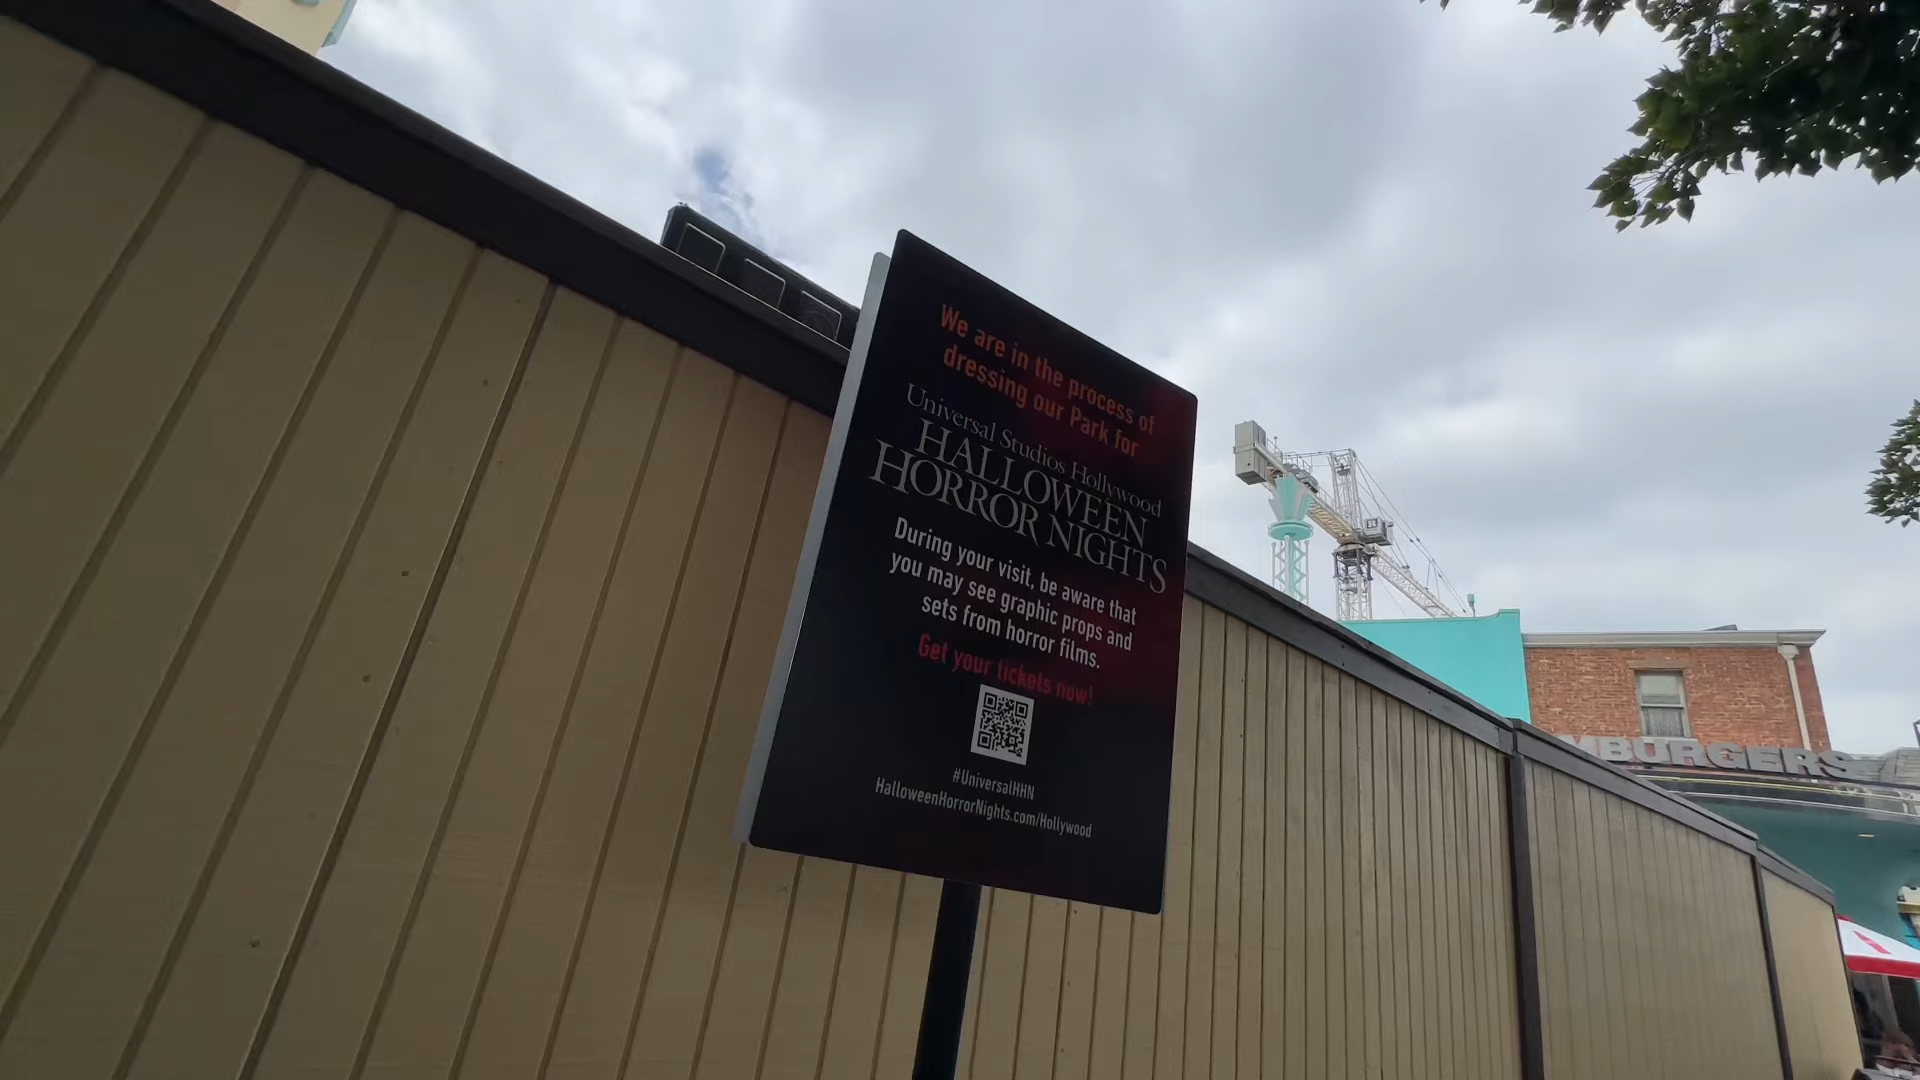 We are in the process of
dressing our Park for
Universal Studios Hollywood
HALLOWEEN
HORROR NIGHTS
During your visit, be aware that
you may see graphic props and
sets from horror films.
Get your tickets now!
#UniversalHHN
HalloweenHorrorNights.com/Hollywood
MBURGERS